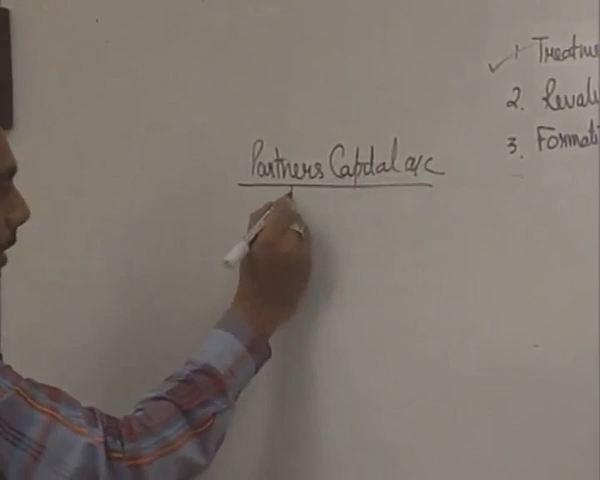 Partners Capital a/c
1. Treatme
2. Revalu
3. Formati